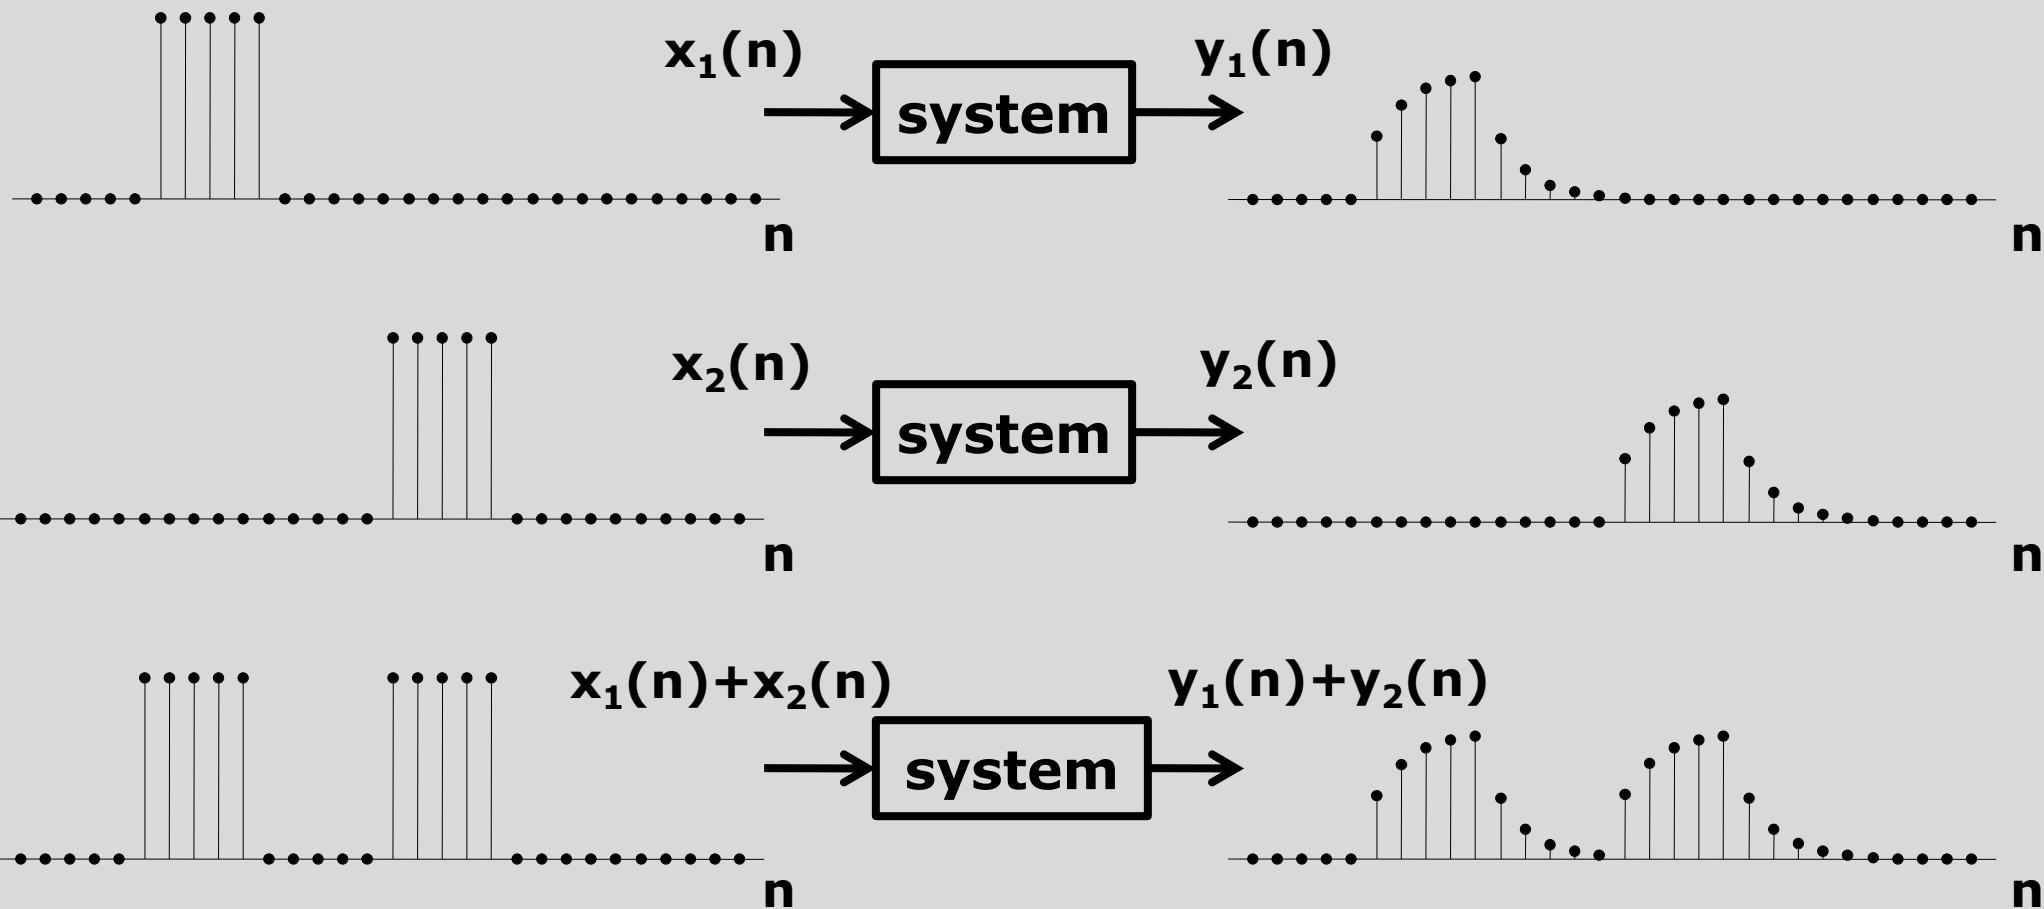 x₁(n) y₁(n)
system
n n
x₂(n) y₂(n)
system
n n
x₁(n)+x₂(n) y₁(n)+y₂(n)
system
n n